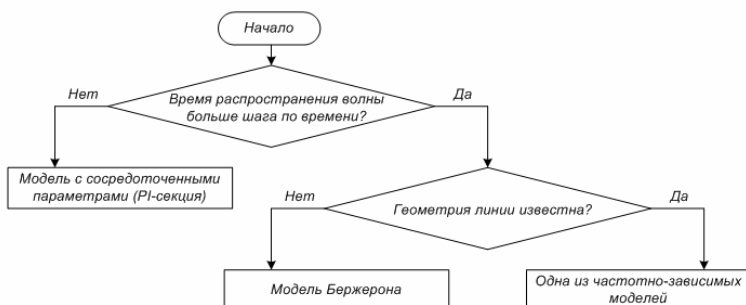 Начало
Нет
Время распространения волны
больше шага по времени?
Да
Модель с сосредоточенными
параметрами (PI-секция)
Нет
Геометрия линии известна?
Да
Модель Бержерона
Одна из частотно-зависимых
моделей